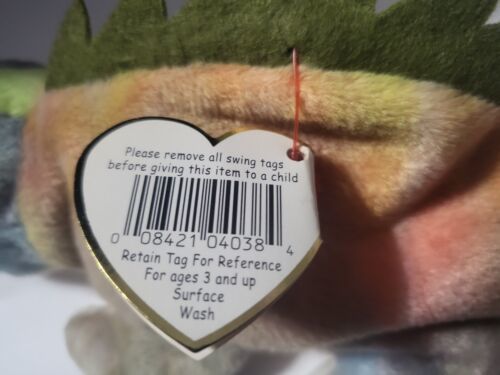 Please remove all swing tags
before giving this item to a child
0 08421 04038 4
Retain Tag For Reference
For ages 3 and up
Surface
Wash